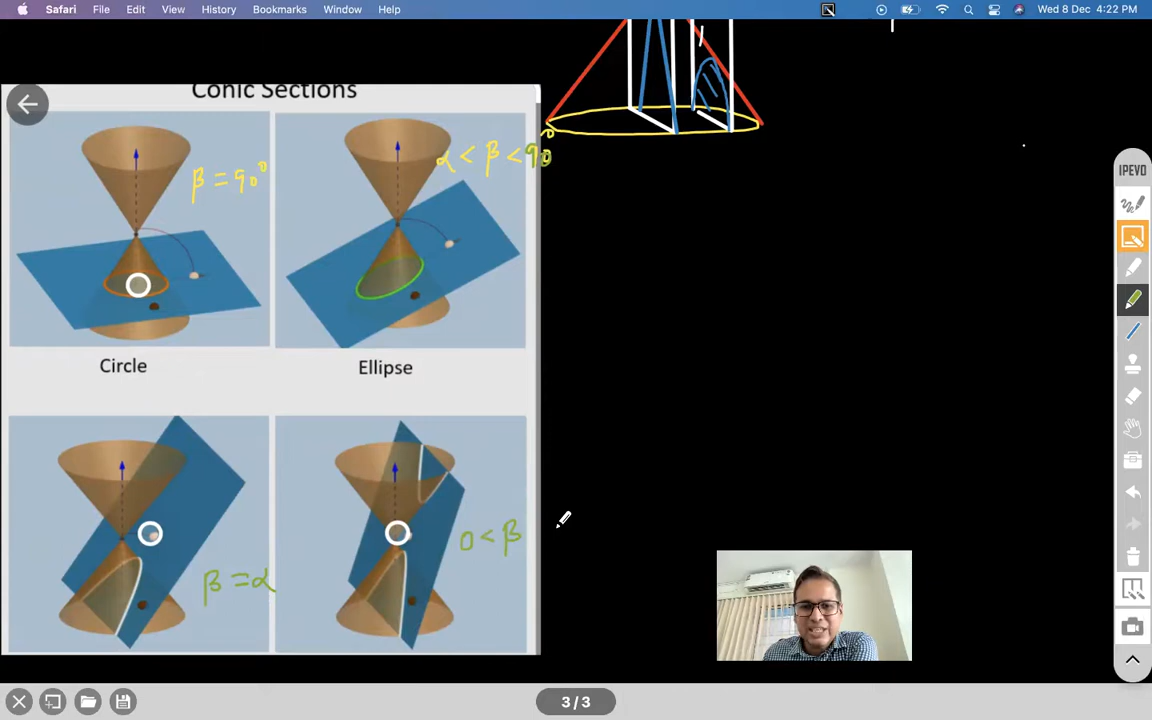 Safari File Edit View History Bookmarks Window Help Wed 8 Dec 4:22 PM
Conic Sections
β = 90°
α < β < 90°
Circle
Ellipse
β = α
0 < β
IPEVO
3 / 3